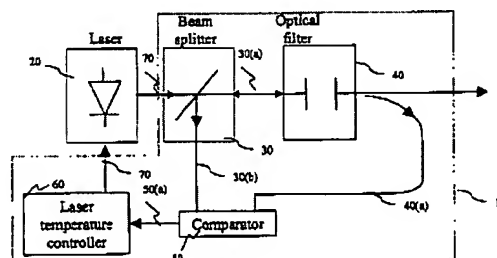 Beam
splitter
Optical
filter
Laser
20
70
30(a)
40
30
70
60
50(a)
30(b)
40(a)
Laser
temperature
controller
Comparator